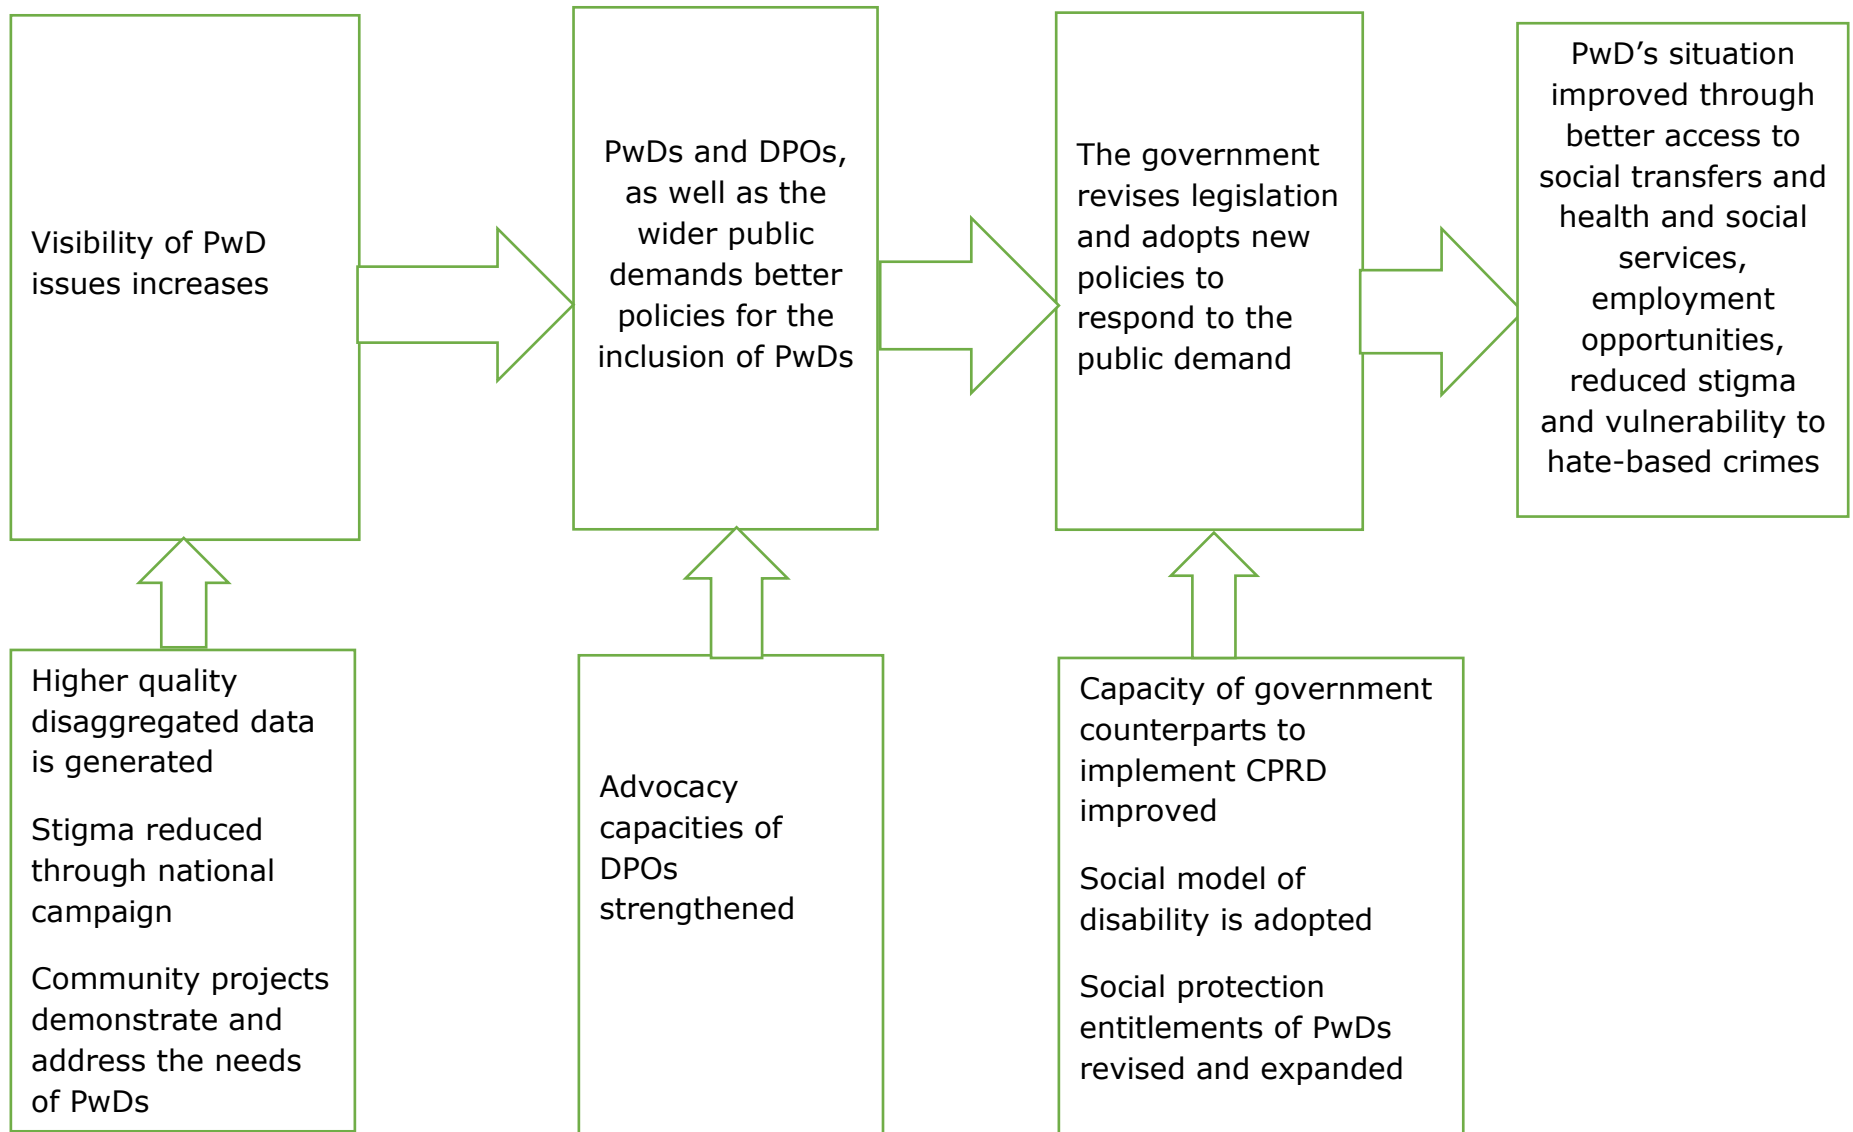 Visibility of PwD
issues increases
PwDs and DPOs,
as well as the
wider public
demands better
policies for the
inclusion of PwDs
The government
revises legislation
and adopts new
policies to
respond to the
public demand
PwD’s situation
improved through
better access to
social transfers and
health and social
services,
employment
opportunities,
reduced stigma
and vulnerability to
hate-based crimes
Higher quality
disaggregated data
is generated
Stigma reduced
through national
campaign
Community projects
demonstrate and
address the needs
of PwDs
Advocacy
capacities of
DPOs
strengthened
Capacity of government
counterparts to
implement CPRD
improved
Social model of
disability is adopted
Social protection
entitlements of PwDs
revised and expanded